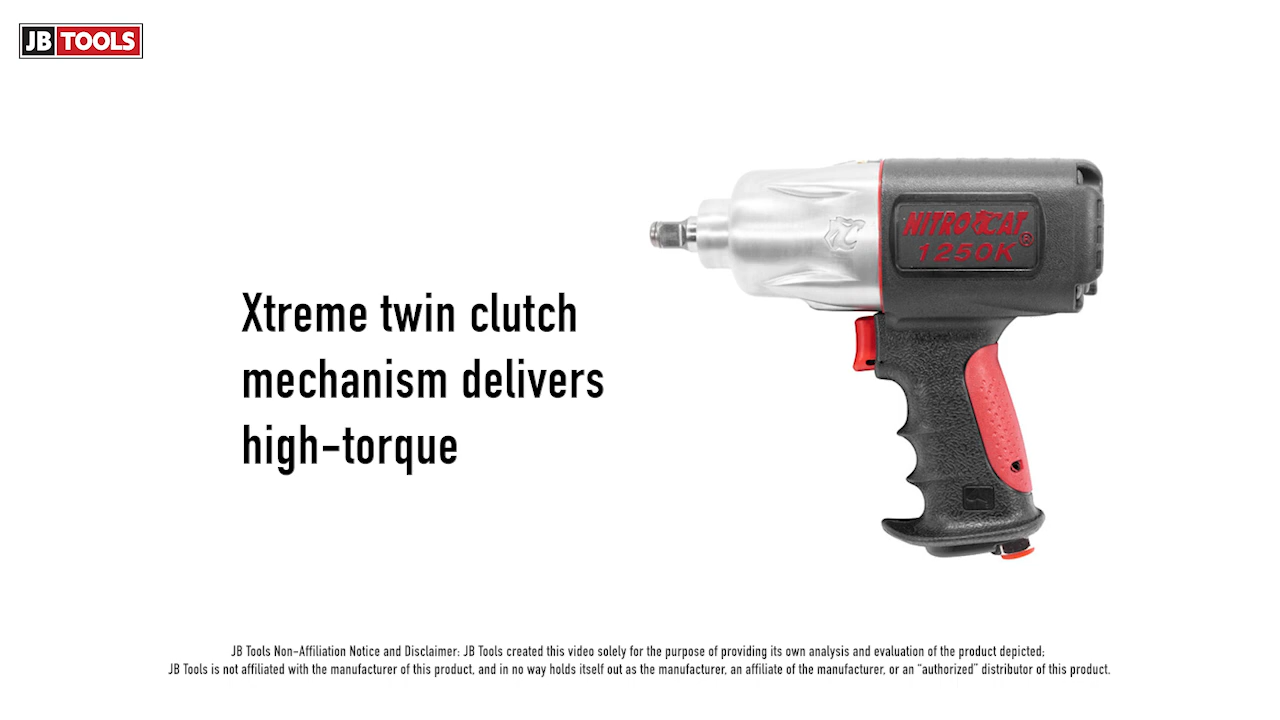 JB TOOLS
NITROCAT
1250K
®
Xtreme twin clutch
mechanism delivers
high-torque
JB Tools Non-Affiliation Notice and Disclaimer: JB Tools created this video solely for the purpose of providing its own analysis and evaluation of the product depicted;
JB Tools is not affiliated with the manufacturer of this product, and in no way holds itself out as the manufacturer, an affiliate of the manufacturer, or an "authorized" distributor of this product.